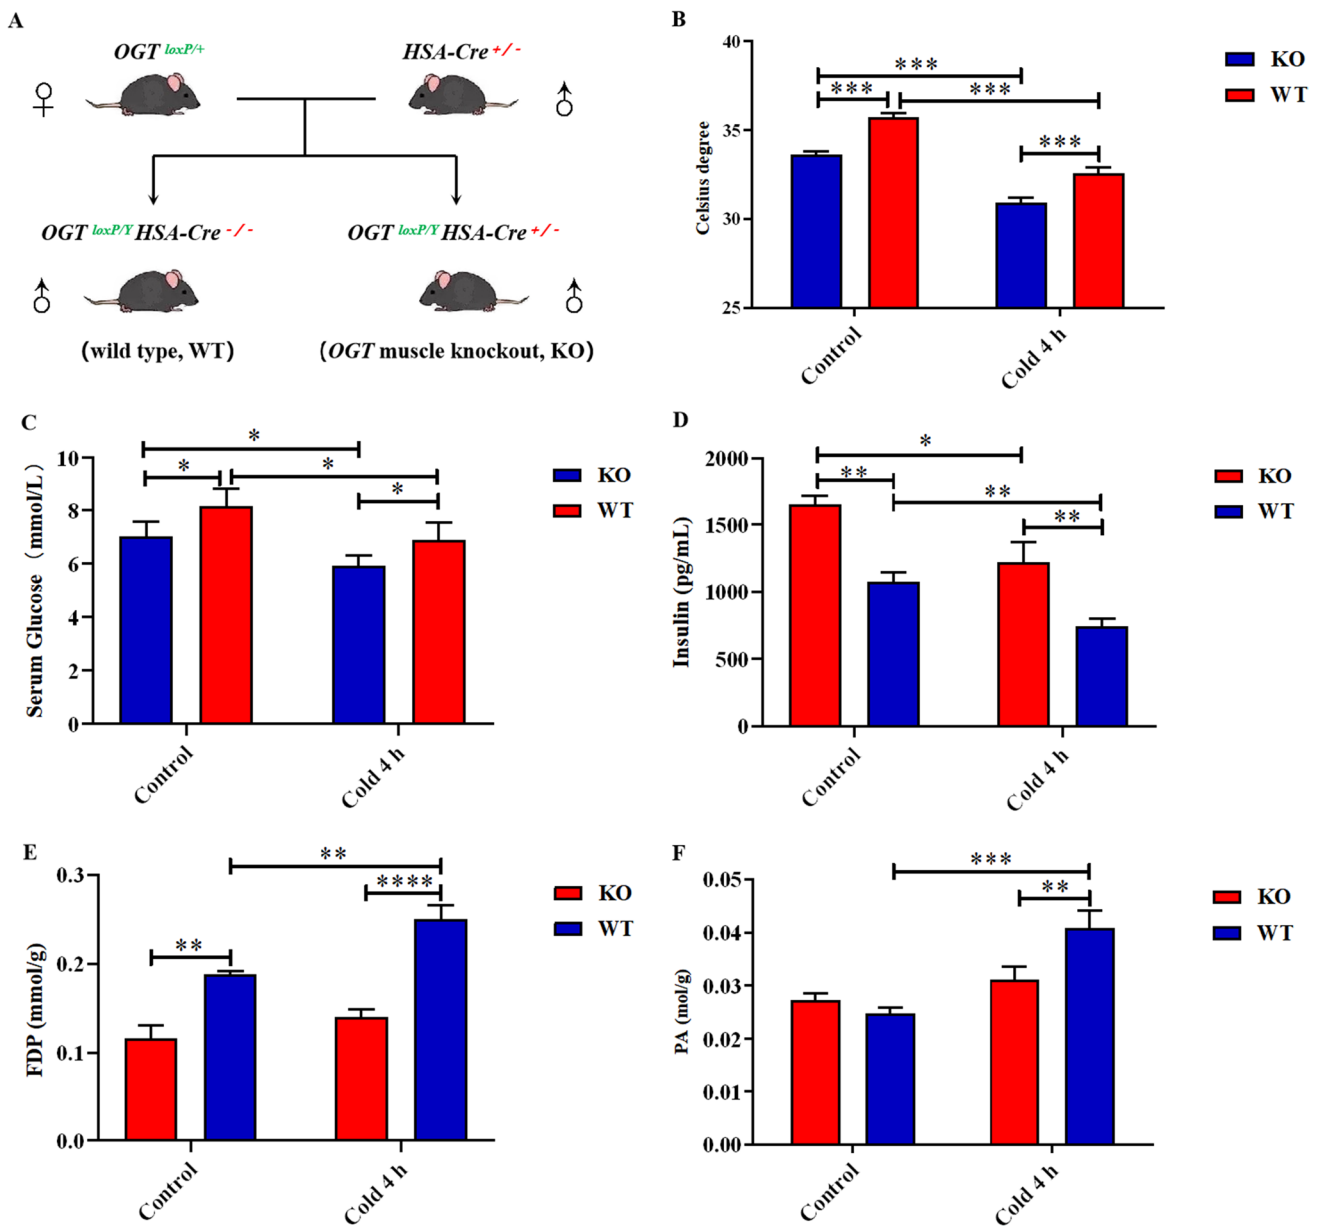 A
OGT loxP/+
HSA-Cre +/-
♀
♂
OGT loxP/Y HSA-Cre -/-
OGT loxP/Y HSA-Cre +/-
♂
♂
(wild type, WT)
(OGT muscle knockout, KO)
B
Celsius degree
40
35
30
25
***
***
***
***
KO
WT
Control
Cold 4 h
C
Serum Glucose (mmol/L)
10
8
6
4
2
0
*
*
*
*
KO
WT
Control
Cold 4 h
D
Insulin (pg/mL)
2000
1500
1000
500
0
*
**
**
**
KO
WT
Control
Cold 4 h
E
FDP (mmol/g)
0.3
0.2
0.1
0.0
**
****
**
KO
WT
Control
Cold 4 h
F
PA (mol/g)
0.05
0.04
0.03
0.02
0.01
0.00
***
**
KO
WT
Control
Cold 4 h